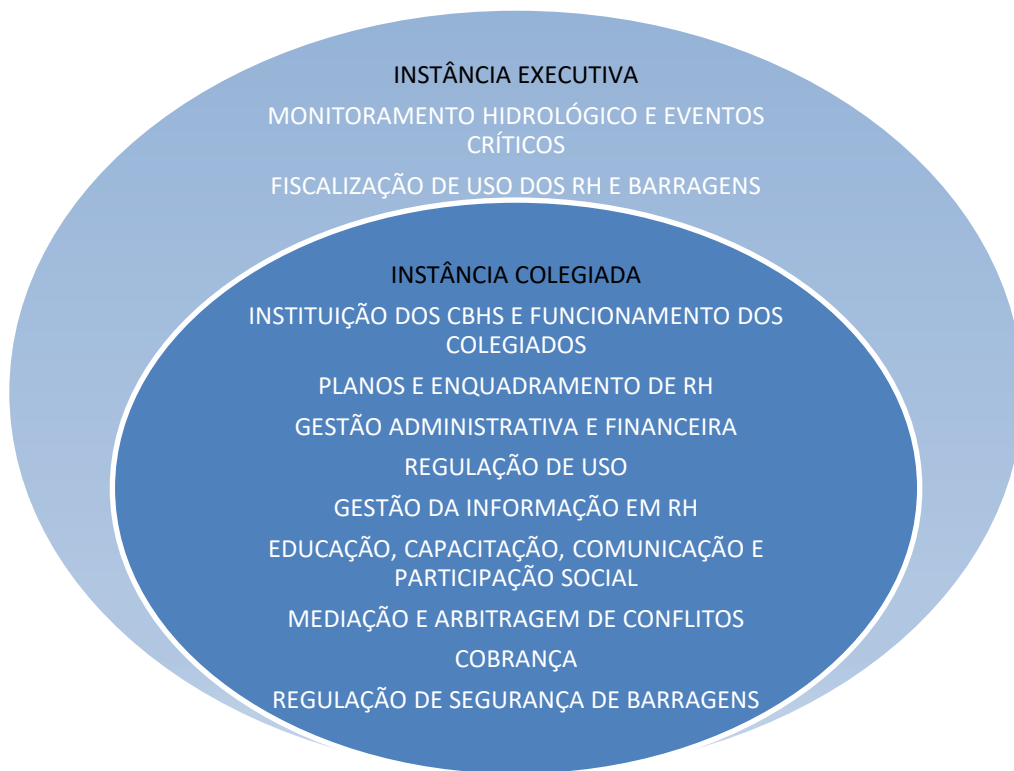 INSTÂNCIA EXECUTIVA
MONITORAMENTO HIDROLÓGICO E EVENTOS
CRÍTICOS
FISCALIZAÇÃO DE USO DOS RH E BARRAGENS
INSTÂNCIA COLEGIADA
INSTITUIÇÃO DOS CBHS E FUNCIONAMENTO DOS
COLEGIADOS
PLANOS E ENQUADRAMENTO DE RH
GESTÃO ADMINISTRATIVA E FINANCEIRA
REGULAÇÃO DE USO
GESTÃO DA INFORMAÇÃO EM RH
EDUCAÇÃO, CAPACITAÇÃO, COMUNICAÇÃO E
PARTICIPAÇÃO SOCIAL
MEDIAÇÃO E ARBITRAGEM DE CONFLITOS
COBRANÇA
REGULAÇÃO DE SEGURANÇA DE BARRAGENS